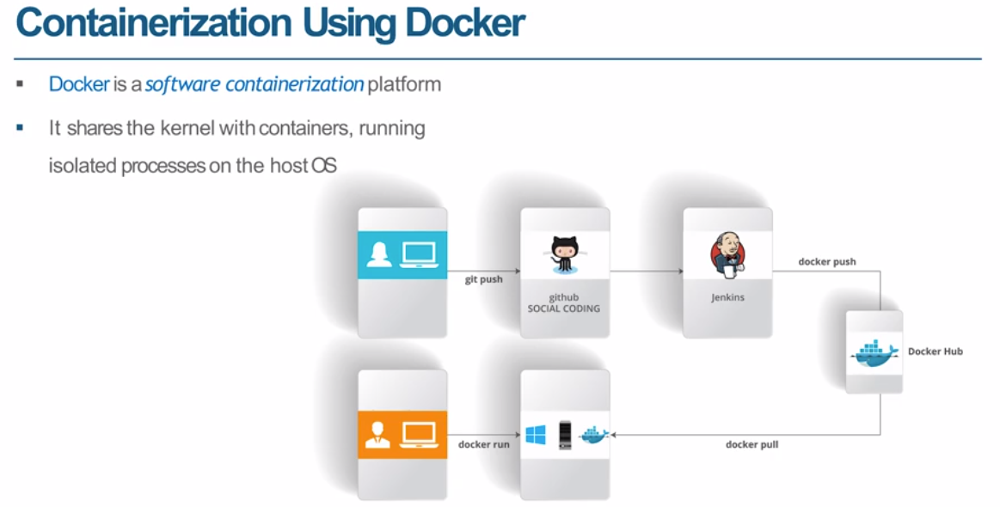 Containerization Using Docker
Docker is a software containerization platform
It shares the kernel with containers, running
isolated processes on the host OS
git push
github
SOCIAL CODING
Jenkins
docker push
Docker Hub
docker run
docker pull